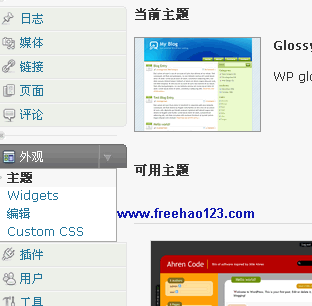 日志
媒体
链接
页面
评论
外观
主题
Widgets
编辑
Custom CSS
插件
用户
工具
当前主题
My Blog
Glossy
WP glo
可用主题
www.freehao123.com
Ahren Code